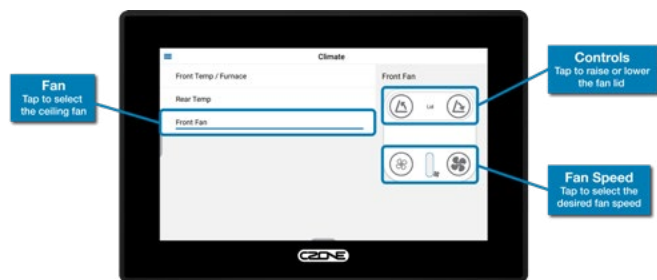 Climate
Front Temp / Furnace
Rear Temp
Front Fan
Front Fan
Lid
CZONE
Fan
Tap to select
the ceiling fan
Controls
Tap to raise or lower
the fan lid
Fan Speed
Tap to select the
desired fan speed